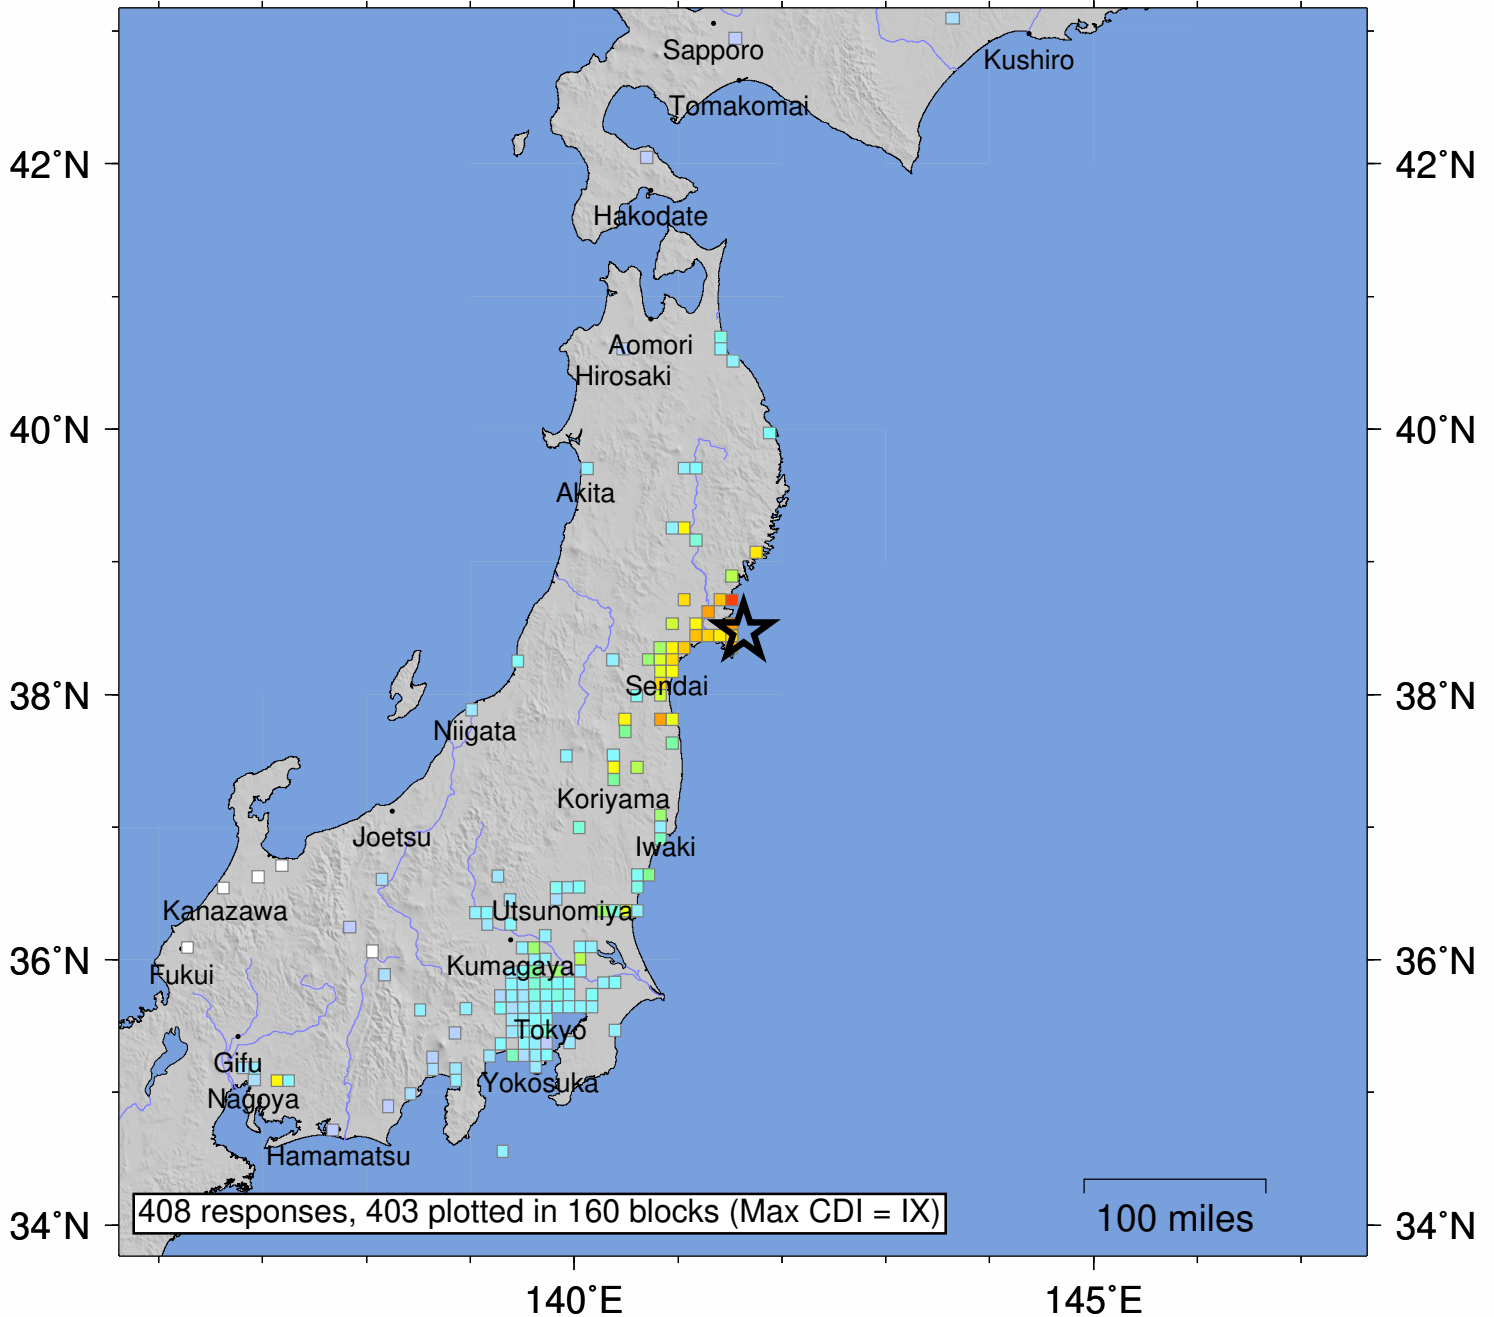 Sapporo
Kushiro
Tomakomai
42˚N
42˚N
Hakodate
Aomori
Hirosaki
40˚N
40˚N
Akita
38˚N
Sendai
38˚N
Niigata
Koriyama
Joetsu
Iwaki
Kanazawa
Utsunomiya
36˚N
Fukui
Kumagaya
36˚N
Tokyo
Gifu
Yokosuka
Nagoya
Hamamatsu
34˚N
408 responses, 403 plotted in 160 blocks (Max CDI = IX)
100 miles
34˚N
140˚E
145˚E